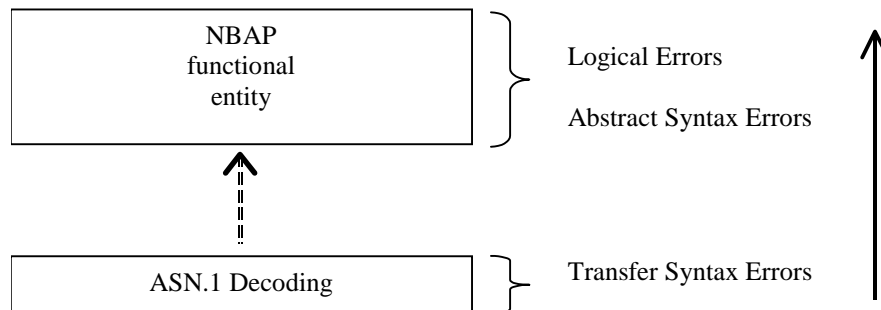 NBAP
functional
entity
Logical Errors
Abstract Syntax Errors
ASN.1 Decoding
Transfer Syntax Errors